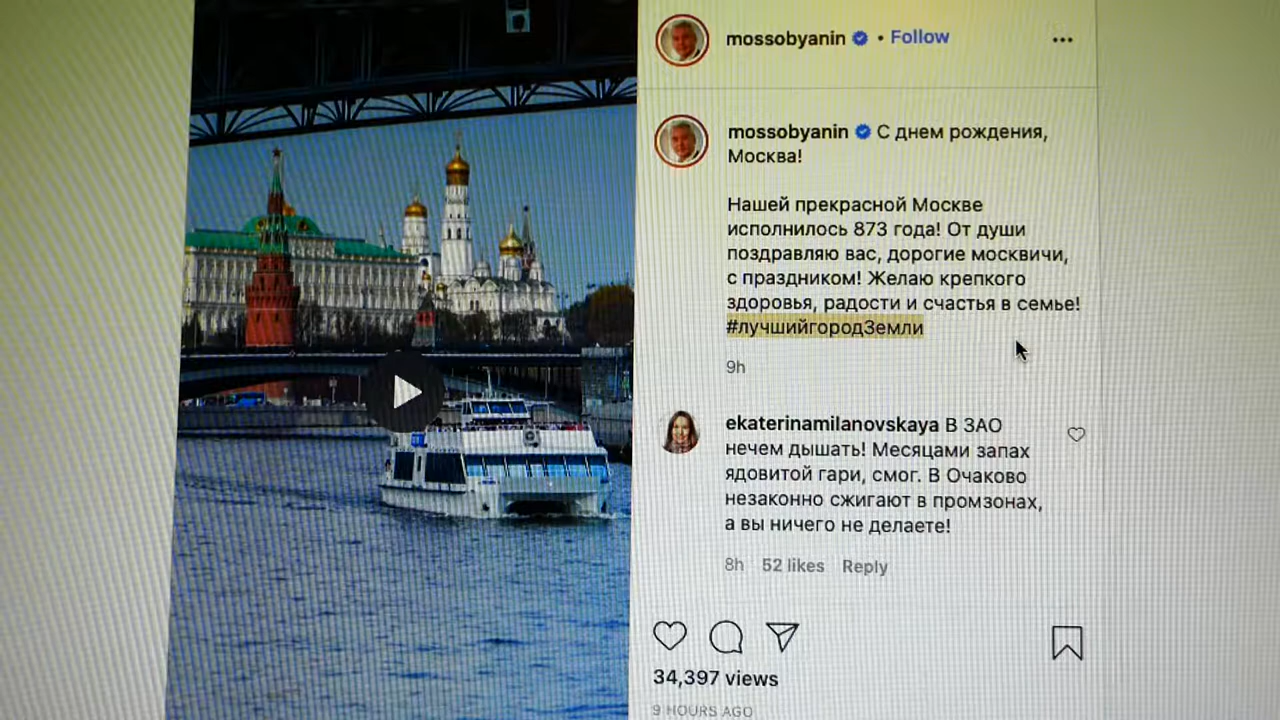 mossobyanin • Follow
mossobyanin С днем рождения,
Москва!
Нашей прекрасной Москве
исполнилось 873 года! От души
поздравляю вас, дорогие москвичи,
с праздником! Желаю крепкого
здоровья, радости и счастья в семье!
#лучшийгородЗемли
9h
ekaterinamilanovskaya В ЗАО
нечем дышать! Месяцами запах
ядовитой гари, смог. В Очаково
незаконно сжигают в промзонах,
а вы ничего не делаете!
8h 52 likes Reply
34,397 views
9 HOURS AGO